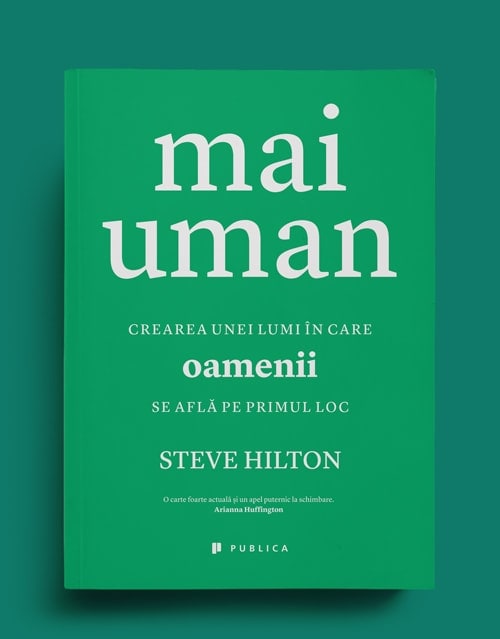 mai
uman
CREAREA UNEI LUMI ÎN CARE
oamenii
SE AFLĂ PE PRIMUL LOC
STEVE HILTON
O carte foarte actuală și un apel puternic la schimbare.
Arianna Huffington
PUBLICA